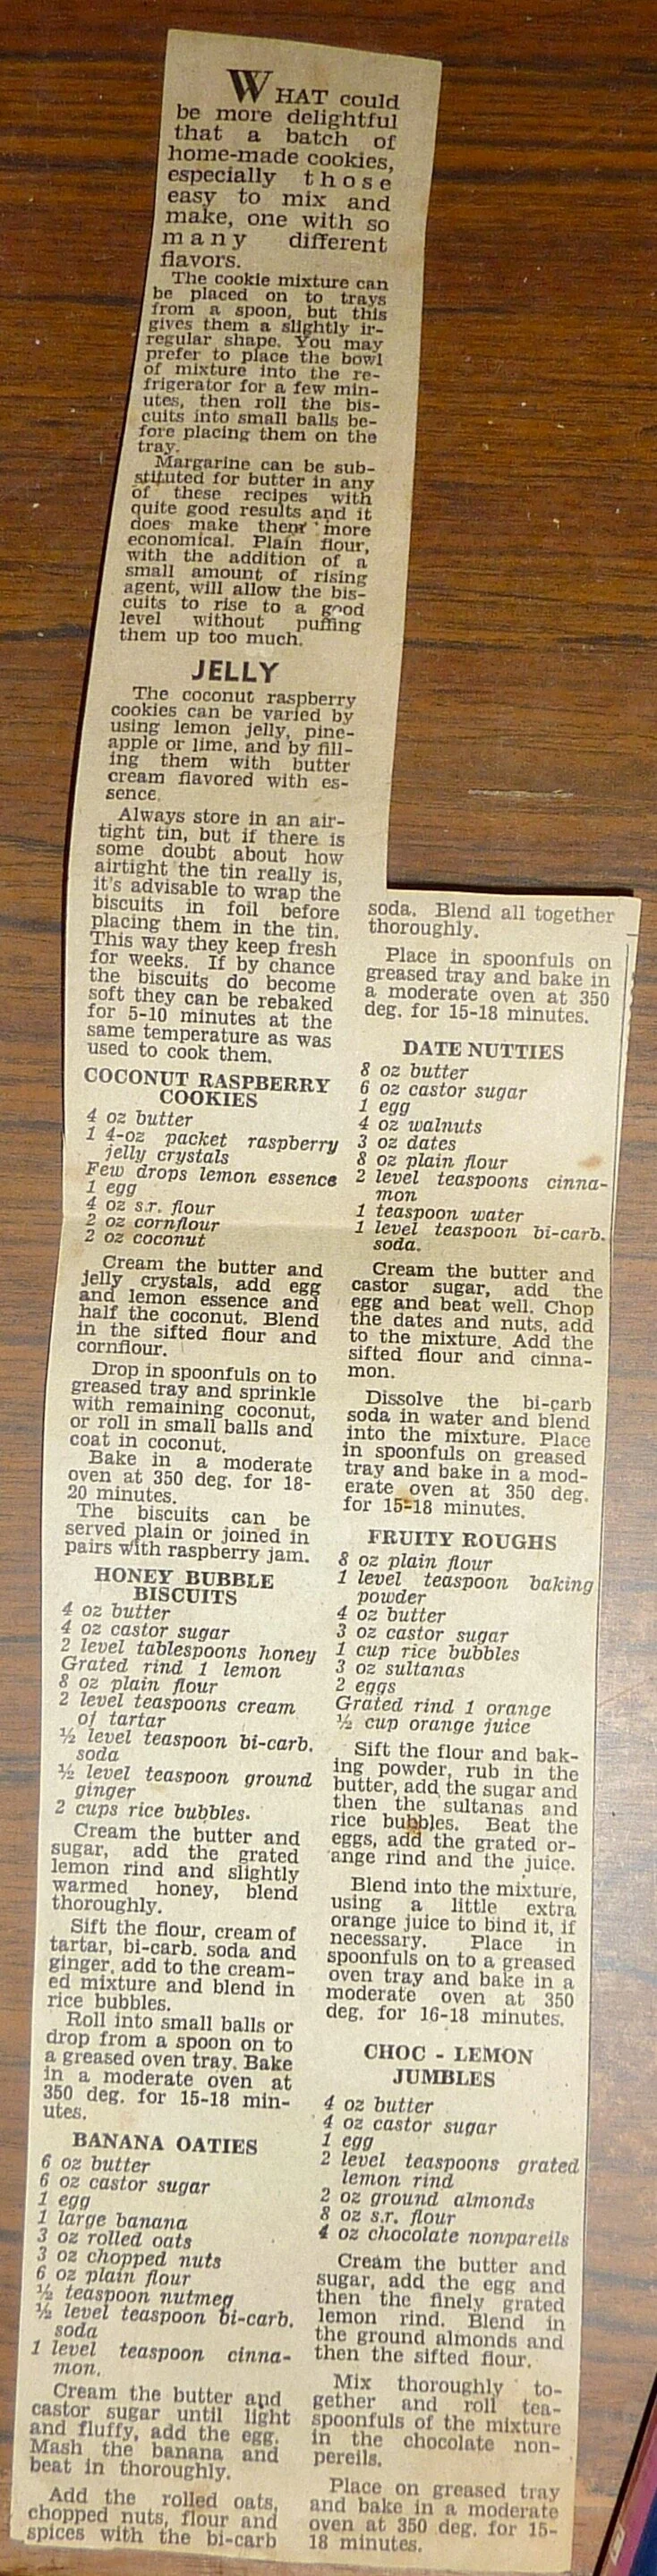 WHAT could
be more delightful
that a batch of
home-made cookies,
especially those
easy to mix and
make, one with so
many different
flavors.
The cookie mixture can
be placed on to trays
from a spoon, but this
gives them a slightly ir-
regular shape. You may
prefer to place the bowl
of mixture into the re-
frigerator for a few min-
utes, then roll the bis-
cuits into small balls be-
fore placing them on the
tray.
Margarine can be sub-
stituted for butter in any
of these recipes with
quite good results and it
does make them more
economical. Plain flour,
with the addition of a
small amount of rising
agent, will allow the bis-
cuits to rise to a good
level without puffing
them up too much.
JELLY
The coconut raspberry
cookies can be varied by
using lemon jelly, pine-
apple or lime, and by fill-
ing them with butter
cream flavored with es-
sence.
Always store in an air-
tight tin, but if there is
some doubt about how
airtight the tin really is,
it's advisable to wrap the
biscuits in foil before
placing them in the tin.
This way they keep fresh
for weeks. If by chance
the biscuits do become
soft they can be rebaked
for 5-10 minutes at the
same temperature as was
used to cook them.
COCONUT RASPBERRY
COOKIES
4 oz butter
1 4-oz packet raspberry
jelly crystals
Few drops lemon essence
1 egg
4 oz s.r. flour
2 oz cornflour
2 oz coconut
Cream the butter and
jelly crystals, add egg
and lemon essence and
half the coconut. Blend
in the sifted flour and
cornflour.
Drop in spoonfuls on to
greased tray and sprinkle
with remaining coconut,
or roll in small balls and
coat in coconut.
Bake in a moderate
oven at 350 deg. for 18-
20 minutes.
The biscuits can be
served plain or joined in
pairs with raspberry jam.
HONEY BUBBLE
BISCUITS
4 oz butter
4 oz castor sugar
2 level tablespoons honey
Grated rind 1 lemon
8 oz plain flour
2 level teaspoons cream
of tartar
½ level teaspoon bi-carb.
soda
½ level teaspoon ground
ginger
2 cups rice bubbles.
Cream the butter and
sugar, add the grated
lemon rind and slightly
warmed honey, blend
thoroughly.
Sift the flour, cream of
tartar, bi-carb. soda and
ginger, add to the cream-
ed mixture and blend in
rice bubbles.
Roll into small balls or
drop from a spoon on to
a greased oven tray. Bake
in a moderate oven at
350 deg. for 15-18 min-
utes.
BANANA OATIES
6 oz butter
6 oz castor sugar
1 egg
1 large banana
3 oz rolled oats
3 oz chopped nuts
6 oz plain flour
½ teaspoon nutmeg
½ level teaspoon bi-carb.
soda
1 level teaspoon cinna-
mon.
Cream the butter and
castor sugar until light
and fluffy, add the egg.
Mash the banana and
beat in thoroughly.
Add the rolled oats,
chopped nuts, flour and
spices with the bi-carb
soda. Blend all together
thoroughly.
Place in spoonfuls on
greased tray and bake in
a moderate oven at 350
deg. for 15-18 minutes.
DATE NUTTIES
8 oz butter
6 oz castor sugar
1 egg
4 oz walnuts
3 oz dates
8 oz plain flour
2 level teaspoons cinna-
mon
1 teaspoon water
1 level teaspoon bi-carb.
soda.
Cream the butter and
castor sugar, add the
egg and beat well. Chop
the dates and nuts, add
to the mixture. Add the
sifted flour and cinna-
mon.
Dissolve the bi-carb
soda in water and blend
into the mixture. Place
in spoonfuls on greased
tray and bake in a mod-
erate oven at 350 deg.
for 15-18 minutes.
FRUITY ROUGHS
8 oz plain flour
1 level teaspoon baking
powder
4 oz butter
3 oz castor sugar
1 cup rice bubbles
3 oz sultanas
2 eggs
Grated rind 1 orange
½ cup orange juice
Sift the flour and bak-
ing powder, rub in the
butter, add the sugar and
then the sultanas and
rice bubbles. Beat the
eggs, add the grated or-
ange rind and the juice.
Blend into the mixture,
using a little extra
orange juice to bind it, if
necessary. Place in
spoonfuls on to a greased
oven tray and bake in a
moderate oven at 350
deg. for 16-18 minutes.
CHOC - LEMON
JUMBLES
4 oz butter
4 oz castor sugar
1 egg
2 level teaspoons grated
lemon rind
2 oz ground almonds
8 oz s.r. flour
4 oz chocolate nonpareils
Cream the butter and
sugar, add the egg and
then the finely grated
lemon rind. Blend in
the ground almonds and
then the sifted flour.
Mix thoroughly to-
gether and roll tea-
spoonfuls of the mixture
in the chocolate non-
pereils.
Place on greased tray
and bake in a moderate
oven at 350 deg. for 15-
18 minutes.